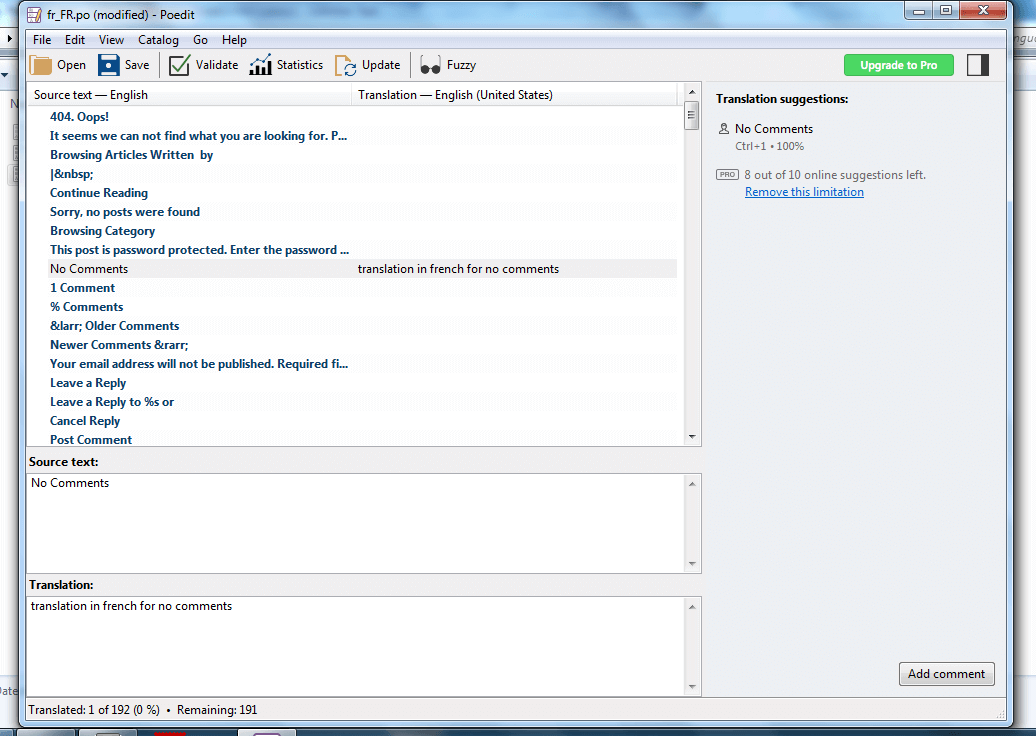 fr_FR.po (modified) - Poedit
File Edit View Catalog Go Help
Open Save Validate Statistics Update Fuzzy Upgrade to Pro
Source text — English Translation — English (United States)
404. Oops!
It seems we can not find what you are looking for. P...
Browsing Articles Written  by
|&nbsp;
Continue Reading
Sorry, no posts were found
Browsing Category
This post is password protected. Enter the password ...
No Comments translation in french for no comments
1 Comment
% Comments
&larr; Older Comments
Newer Comments &rarr;
Your email address will not be published. Required fi...
Leave a Reply
Leave a Reply to %s or
Cancel Reply
Post Comment
Source text:
No Comments
Translation:
translation in french for no comments
Translated: 1 of 192 (0 %) • Remaining: 191
Translation suggestions:
No Comments
Ctrl+1 • 100%
PRO 8 out of 10 online suggestions left.
Remove this limitation
Add comment